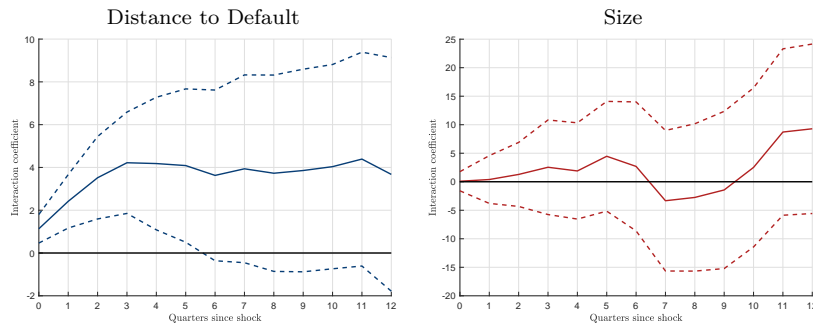 Distance to Default
10
8
6
4
2
0
-2
Interaction coefficient
0 1 2 3 4 5 6 7 8 9 10 11 12
Quarters since shock
Size
25
20
15
10
5
0
-5
-10
-15
-20
Interaction coefficient
0 1 2 3 4 5 6 7 8 9 10 11 12
Quarters since shock